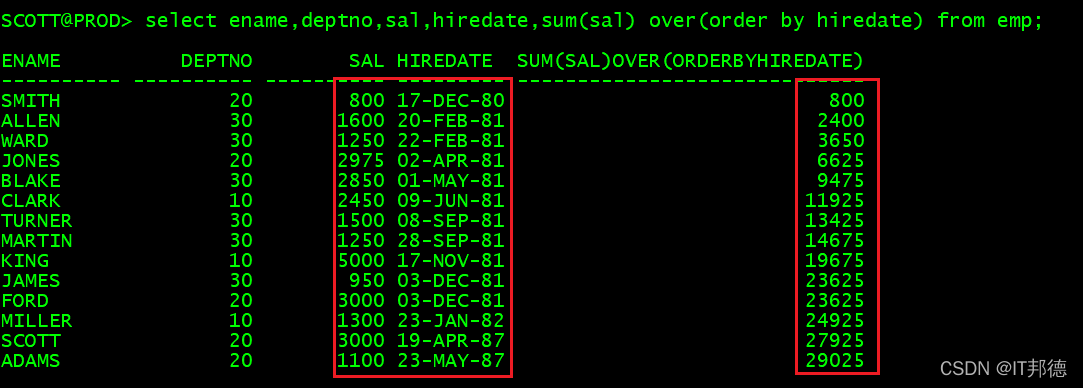 SCOTT@PROD> select ename,deptno,sal,hiredate,sum(sal) over(order by hiredate) from emp;
ENAME          DEPTNO        SAL HIREDATE  SUM(SAL)OVER(ORDERBYHIREDATE)
---------- ---------- ---------- --------- -----------------------------
SMITH              20        800 17-DEC-80                           800
ALLEN              30       1600 20-FEB-81                          2400
WARD               30       1250 22-FEB-81                          3650
JONES              20       2975 02-APR-81                          6625
BLAKE              30       2850 01-MAY-81                          9475
CLARK              10       2450 09-JUN-81                         11925
TURNER             30       1500 08-SEP-81                         13425
MARTIN             30       1250 28-SEP-81                         14675
KING               10       5000 17-NOV-81                         19675
JAMES              30        950 03-DEC-81                         23625
FORD               20       3000 03-DEC-81                         23625
MILLER             10       1300 23-JAN-82                         24925
SCOTT              20       3000 19-APR-87                         27925
ADAMS              20       1100 23-MAY-87                         29025
CSDN @IT邦德